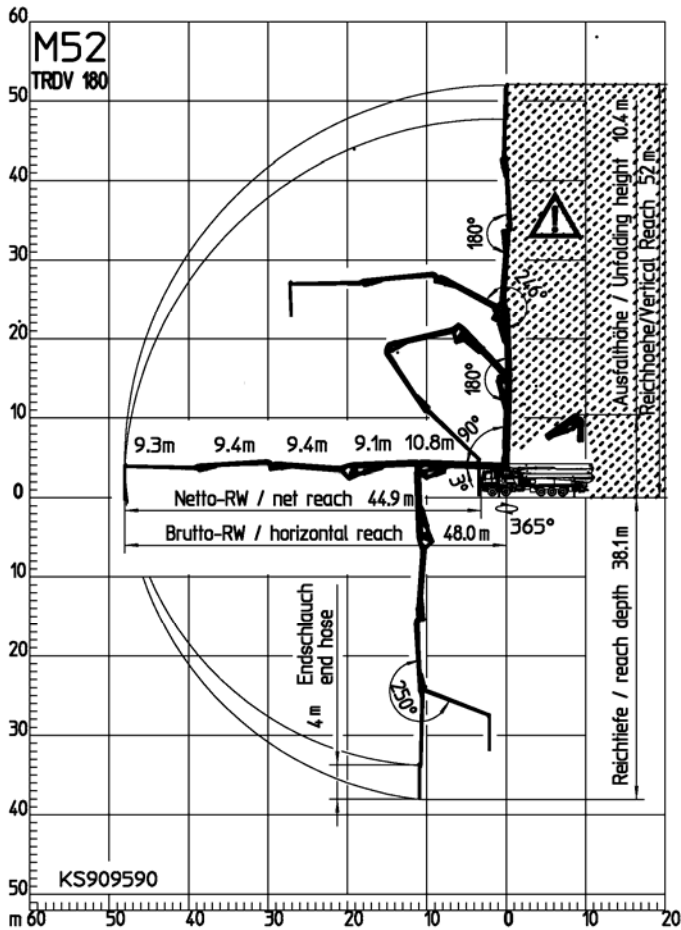 60
M52
TRDV 180
50
40
30
20
10
0
10
20
30
40
50
m 60 50 40 30 20 10 0 10 20
Ausfalthöhe / Unfolding height 10.4 m
Reichhoehe/Vertical Reach 52 m
180°
246°
180°
90°
3°
9.3m 9.4m 9.4m 9.1m 10.8m
Netto-RW / net reach 44.9 m
Brutto-RW / horizontal reach 48.0 m
365°
Reichtiefe / reach depth 38.1 m
Endschlauch
end hose
4 m
250°
KS909590